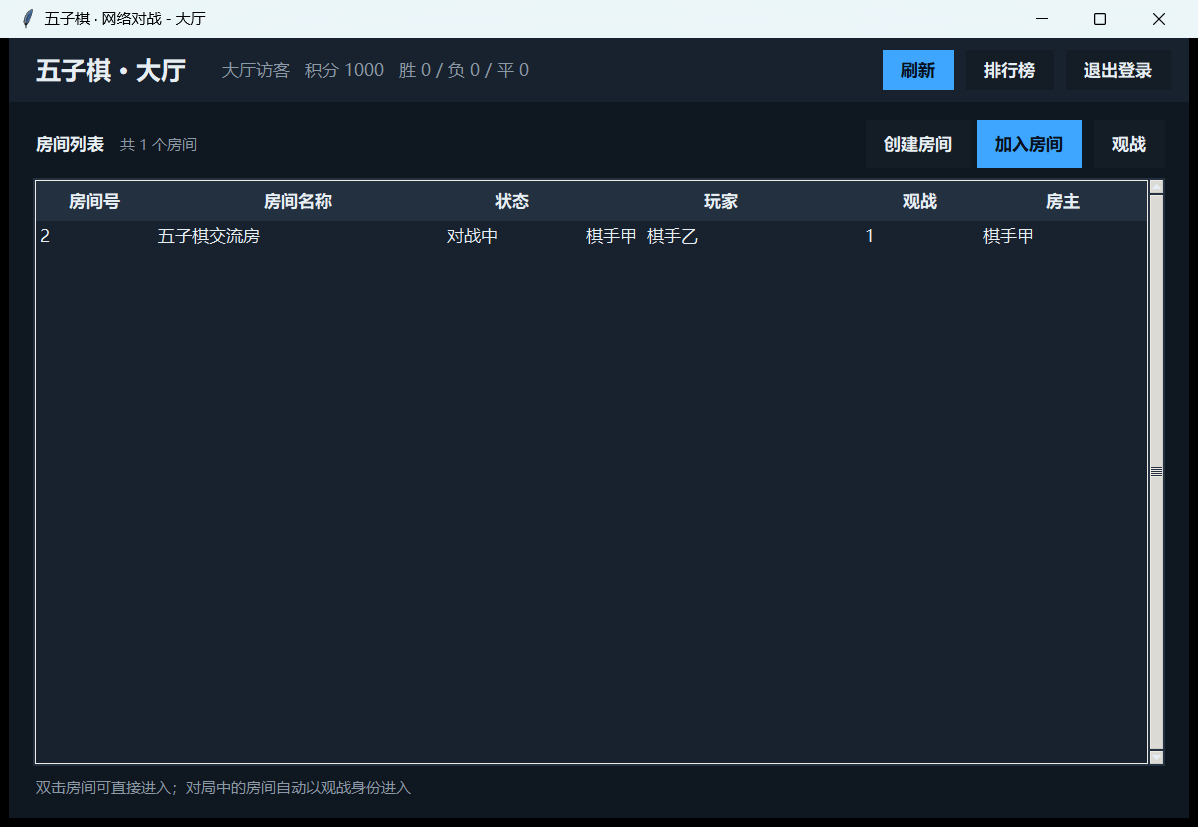 五子棋 · 网络对战 - 大厅
五子棋 • 大厅 大厅访客 积分 1000 胜 0 / 负 0 / 平 0 刷新 排行榜 退出登录
房间列表 共 1 个房间 创建房间 加入房间 观战
房间号 房间名称 状态 玩家 观战 房主
2 五子棋交流房 对战中 棋手甲 棋手乙 1 棋手甲
双击房间可直接进入；对局中的房间自动以观战身份进入